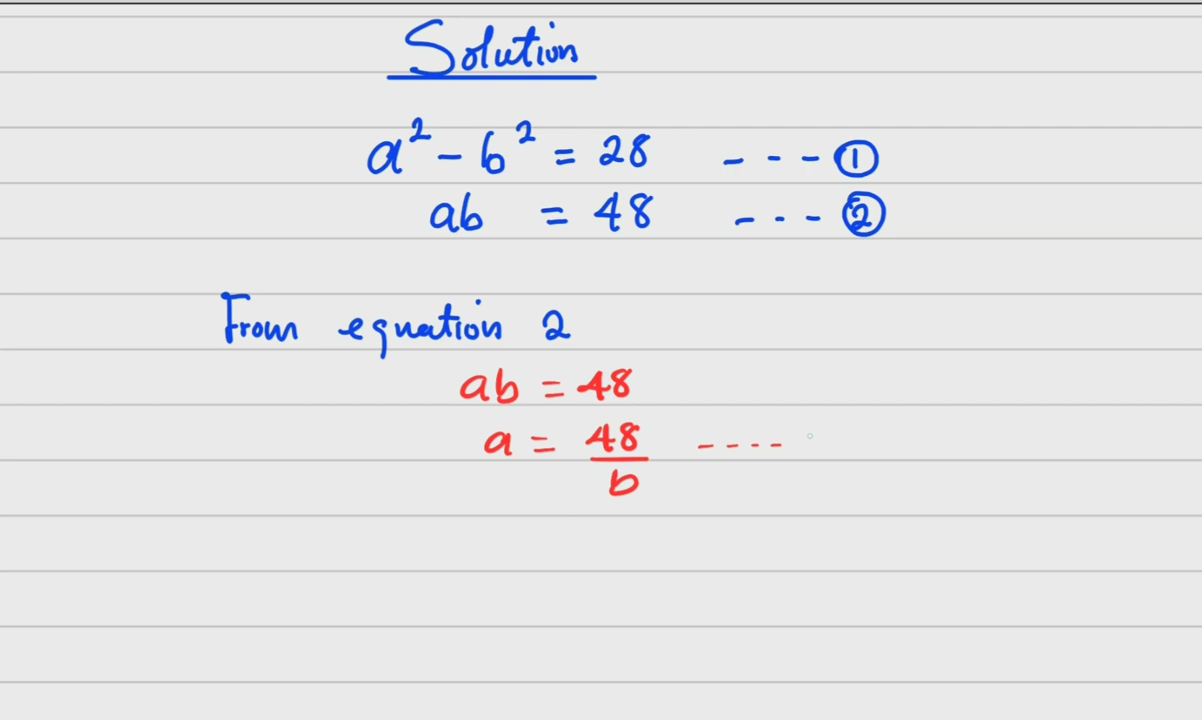 Solution
a² - b² = 28 - - - ①
ab = 48 - - - ②
From equation 2
ab = 48
a = 48/b - - - -